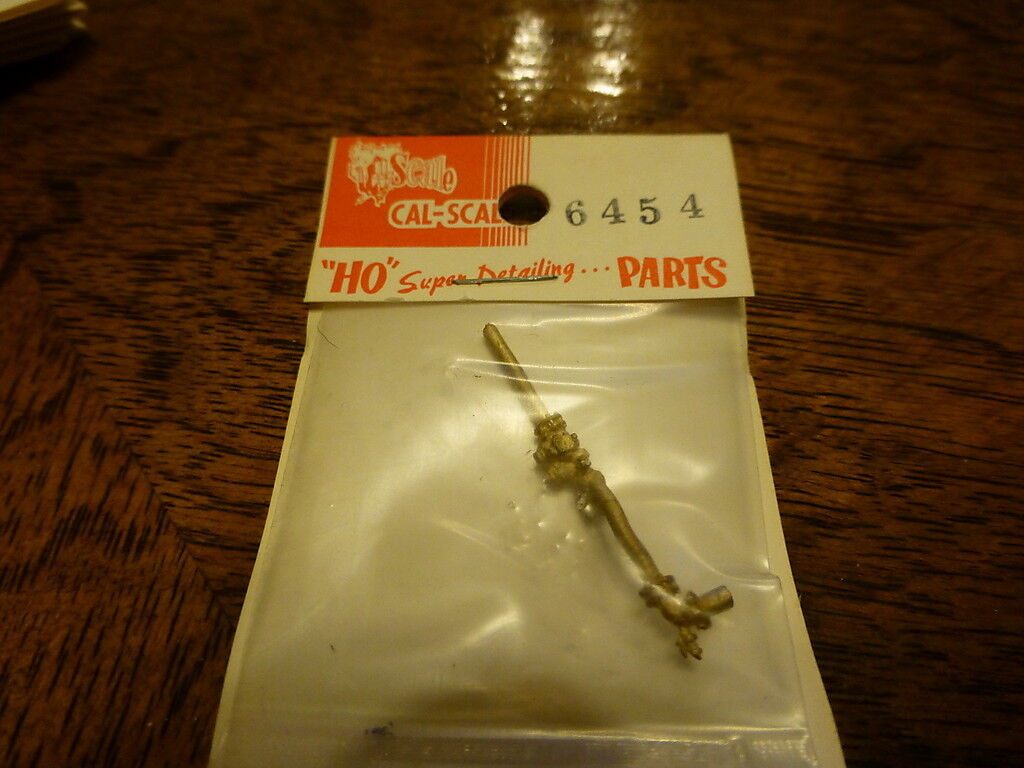 Scale
CAL-SCAL
6454
"HO" Super Detailing... PARTS